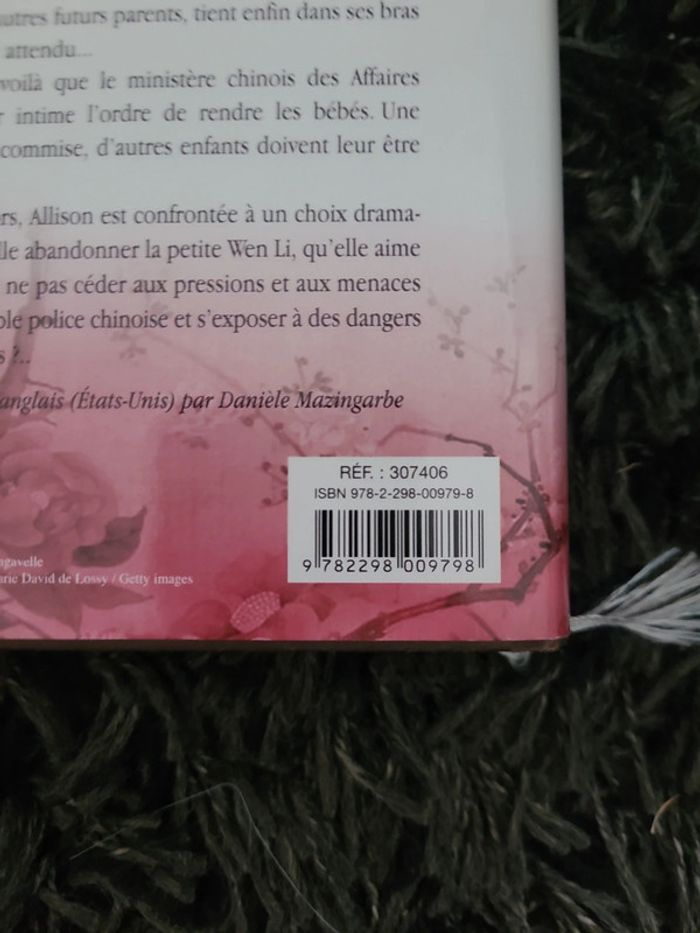 autres futurs parents, tient enfin dans ses bras
attendu...
voilà que le ministère chinois des Affaires
intime l'ordre de rendre les bébés. Une
commise, d'autres enfants doivent leur être
rs, Allison est confrontée à un choix drama-
lle abandonner la petite Wen Li, qu'elle aime
ne pas céder aux pressions et aux menaces
ble police chinoise et s'exposer à des dangers
s ?..
anglais (États-Unis) par Danièle Mazingarbe
RÉF. : 307406
ISBN 978-2-298-00979-8
9 782298 009798
ngavelle
arie David de Lossy / Getty images